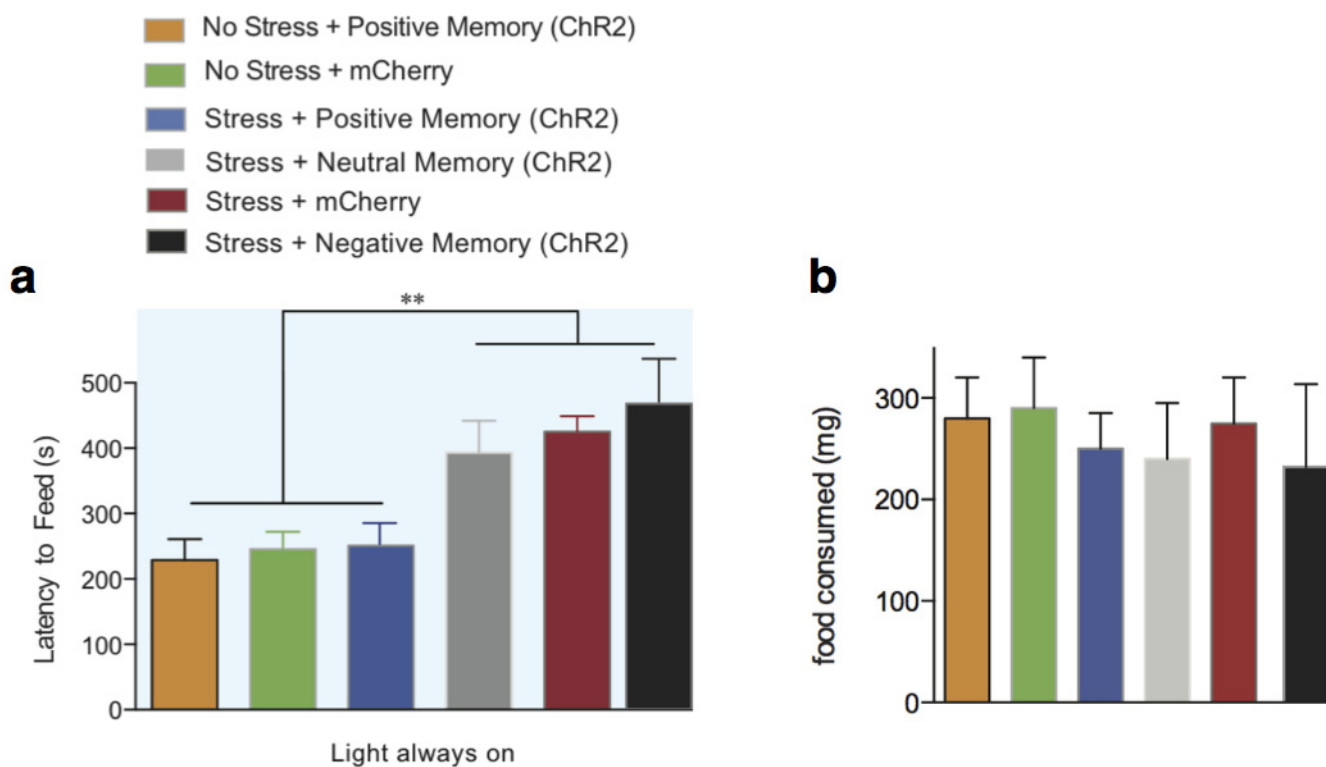 No Stress + Positive Memory (ChR2)
No Stress + mCherry
Stress + Positive Memory (ChR2)
Stress + Neutral Memory (ChR2)
Stress + mCherry
Stress + Negative Memory (ChR2)
a
**
500
400
300
200
100
0
Latency to Feed (s)
Light always on
b
300
200
100
0
food consumed (mg)